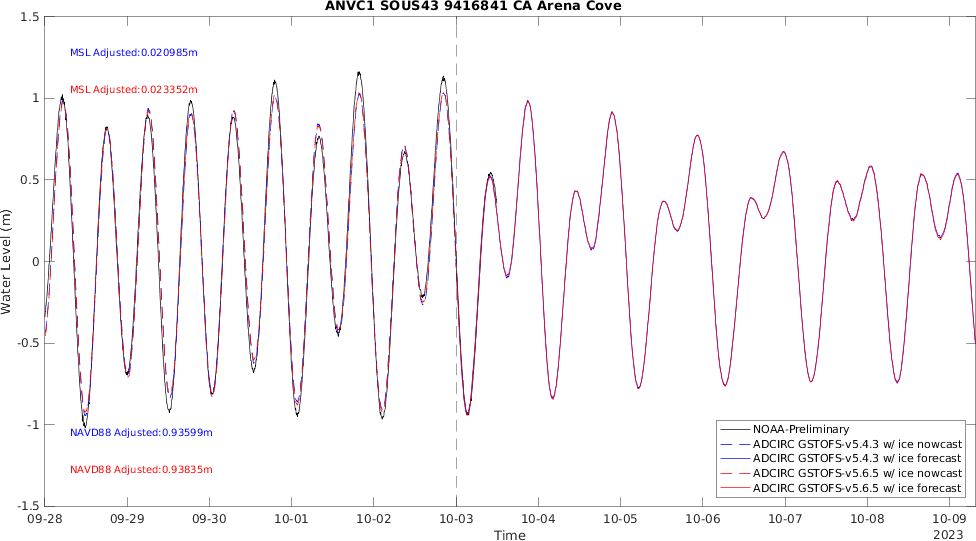 ANVC1 SOUS43 9416841 CA Arena Cove
1.5
1
0.5
0
-0.5
-1
-1.5
Water Level (m)
MSL Adjusted:0.020985m
MSL Adjusted:0.023352m
NAVD88 Adjusted:0.93599m
NAVD88 Adjusted:0.93835m
NOAA-Preliminary
ADCIRC GSTOFS-v5.4.3 w/ ice nowcast
ADCIRC GSTOFS-v5.4.3 w/ ice forecast
ADCIRC GSTOFS-v5.6.5 w/ ice nowcast
ADCIRC GSTOFS-v5.6.5 w/ ice forecast
09-28 09-29 09-30 10-01 10-02 10-03 10-04 10-05 10-06 10-07 10-08 10-09
Time
2023